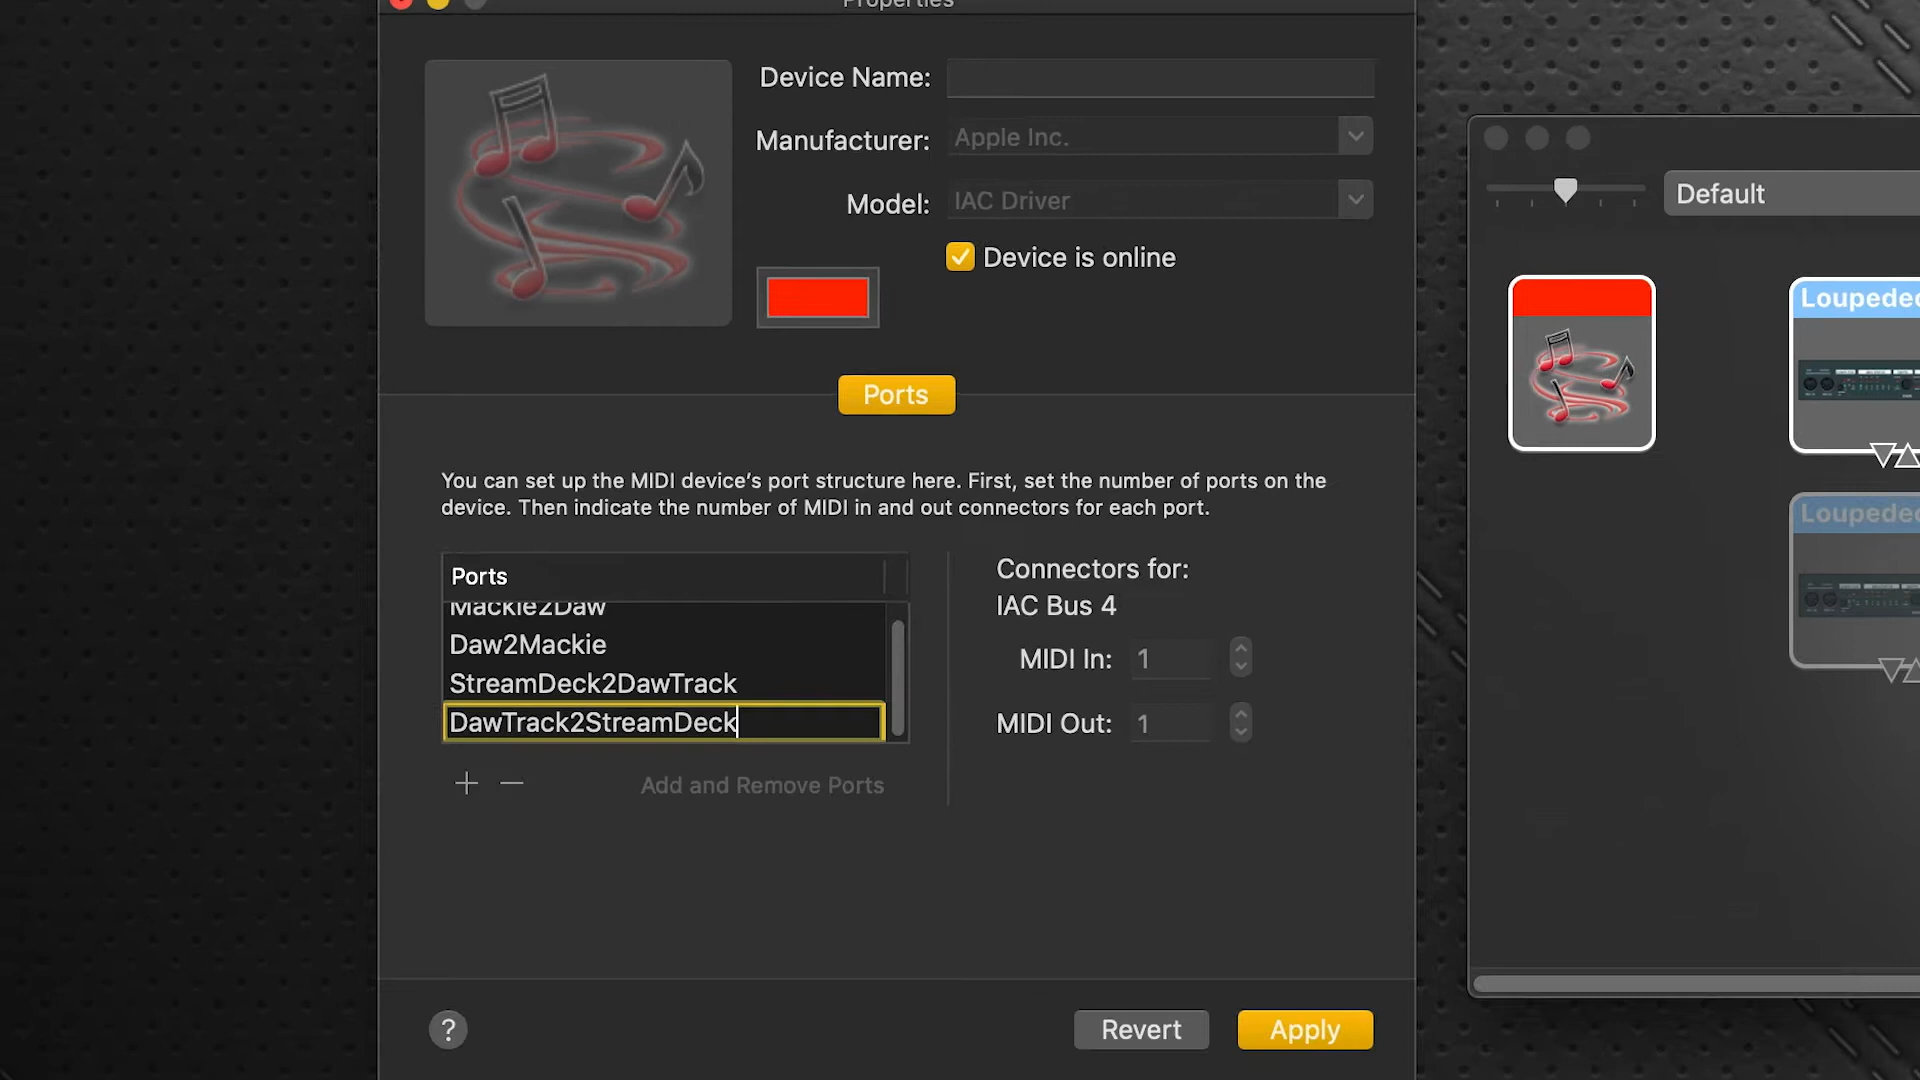 Properties
Device Name:
Manufacturer: Apple Inc.
Model: IAC Driver
Device is online
Default
Loupedec
Ports
You can set up the MIDI device's port structure here. First, set the number of ports on the
device. Then indicate the number of MIDI in and out connectors for each port.
Loupedec
Ports
Mackie2Daw
Daw2Mackie
StreamDeck2DawTrack
DawTrack2StreamDeck
Add and Remove Ports
Connectors for:
IAC Bus 4
MIDI In: 1
MIDI Out: 1
?
Revert
Apply